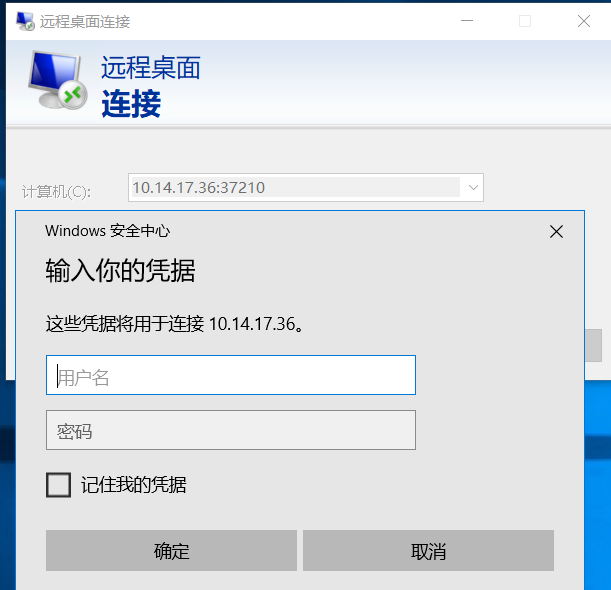 远程桌面连接
远程桌面
连接
计算机(C):
10.14.17.36:37210
Windows 安全中心
输入你的凭据
这些凭据将用于连接 10.14.17.36。
用户名
密码
记住我的凭据
确定
取消